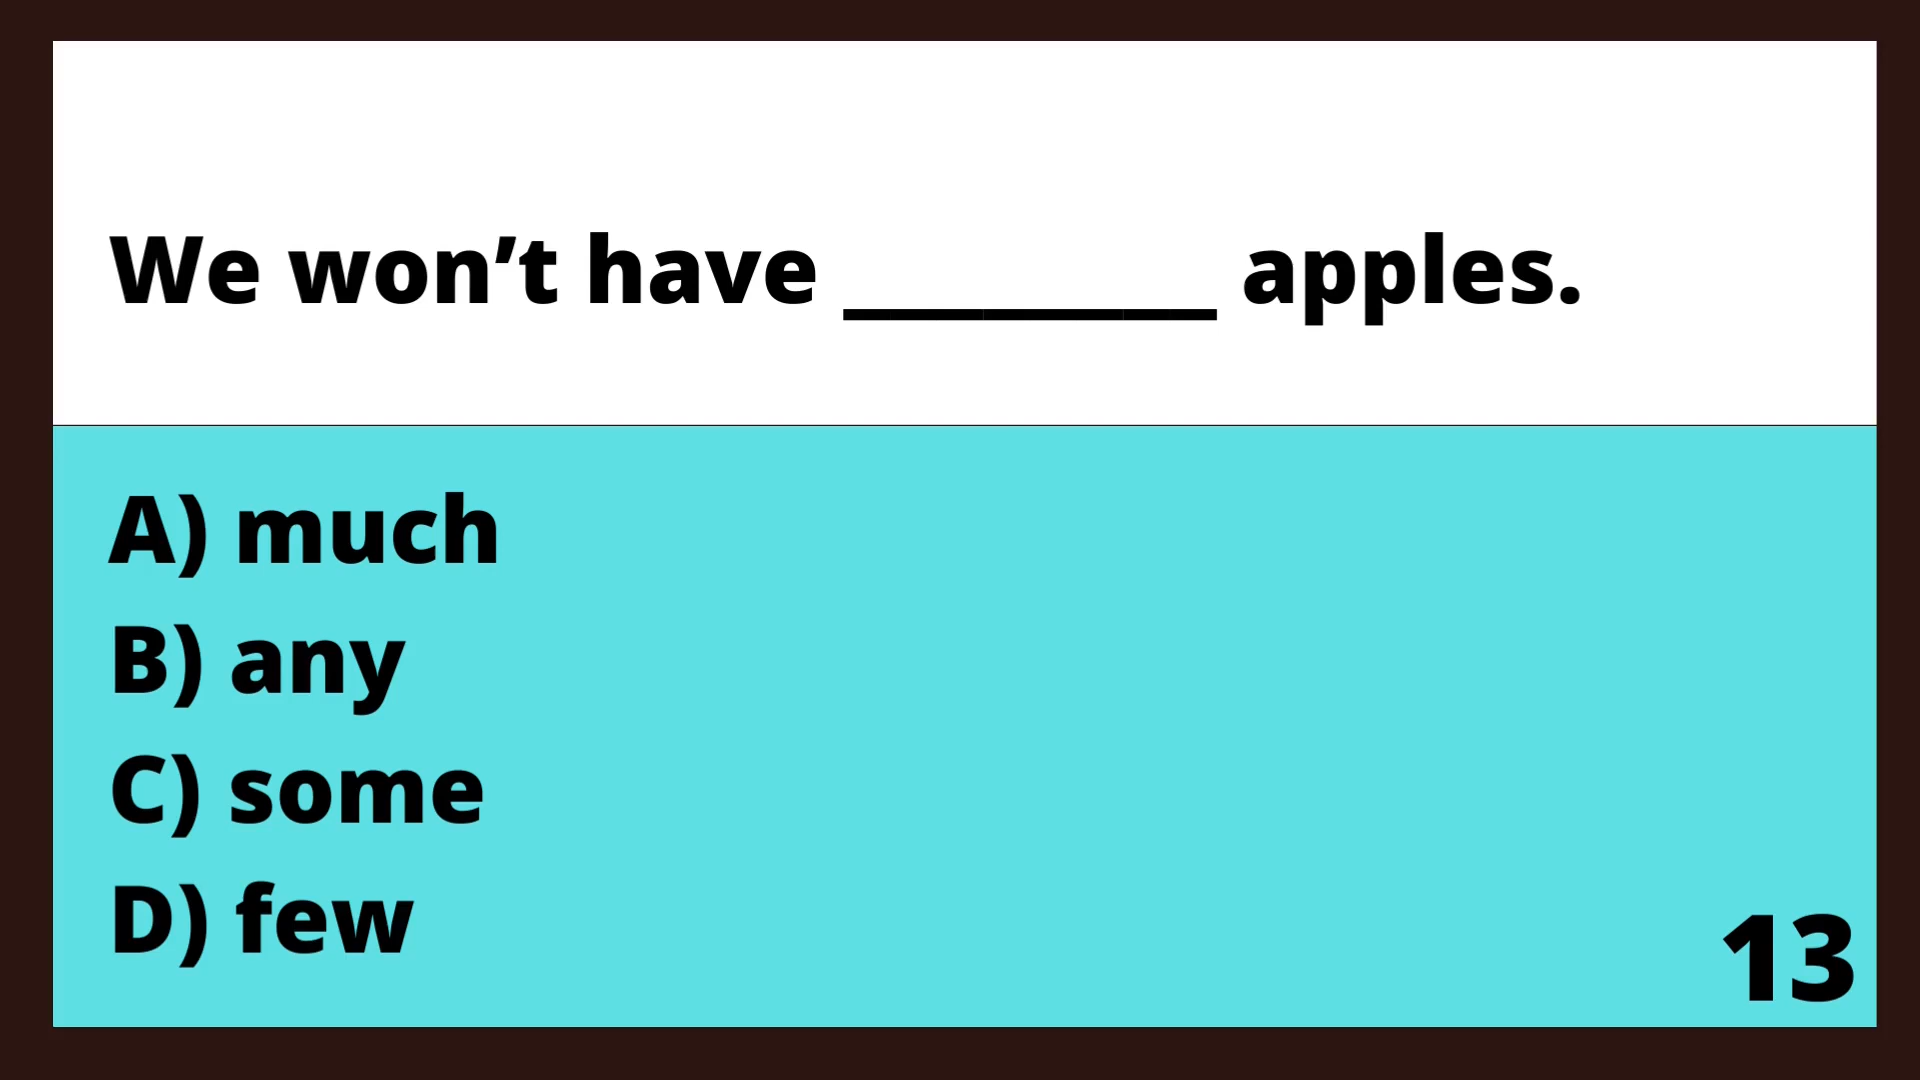 We won’t have ________ apples.
A) much
B) any
C) some
D) few
13